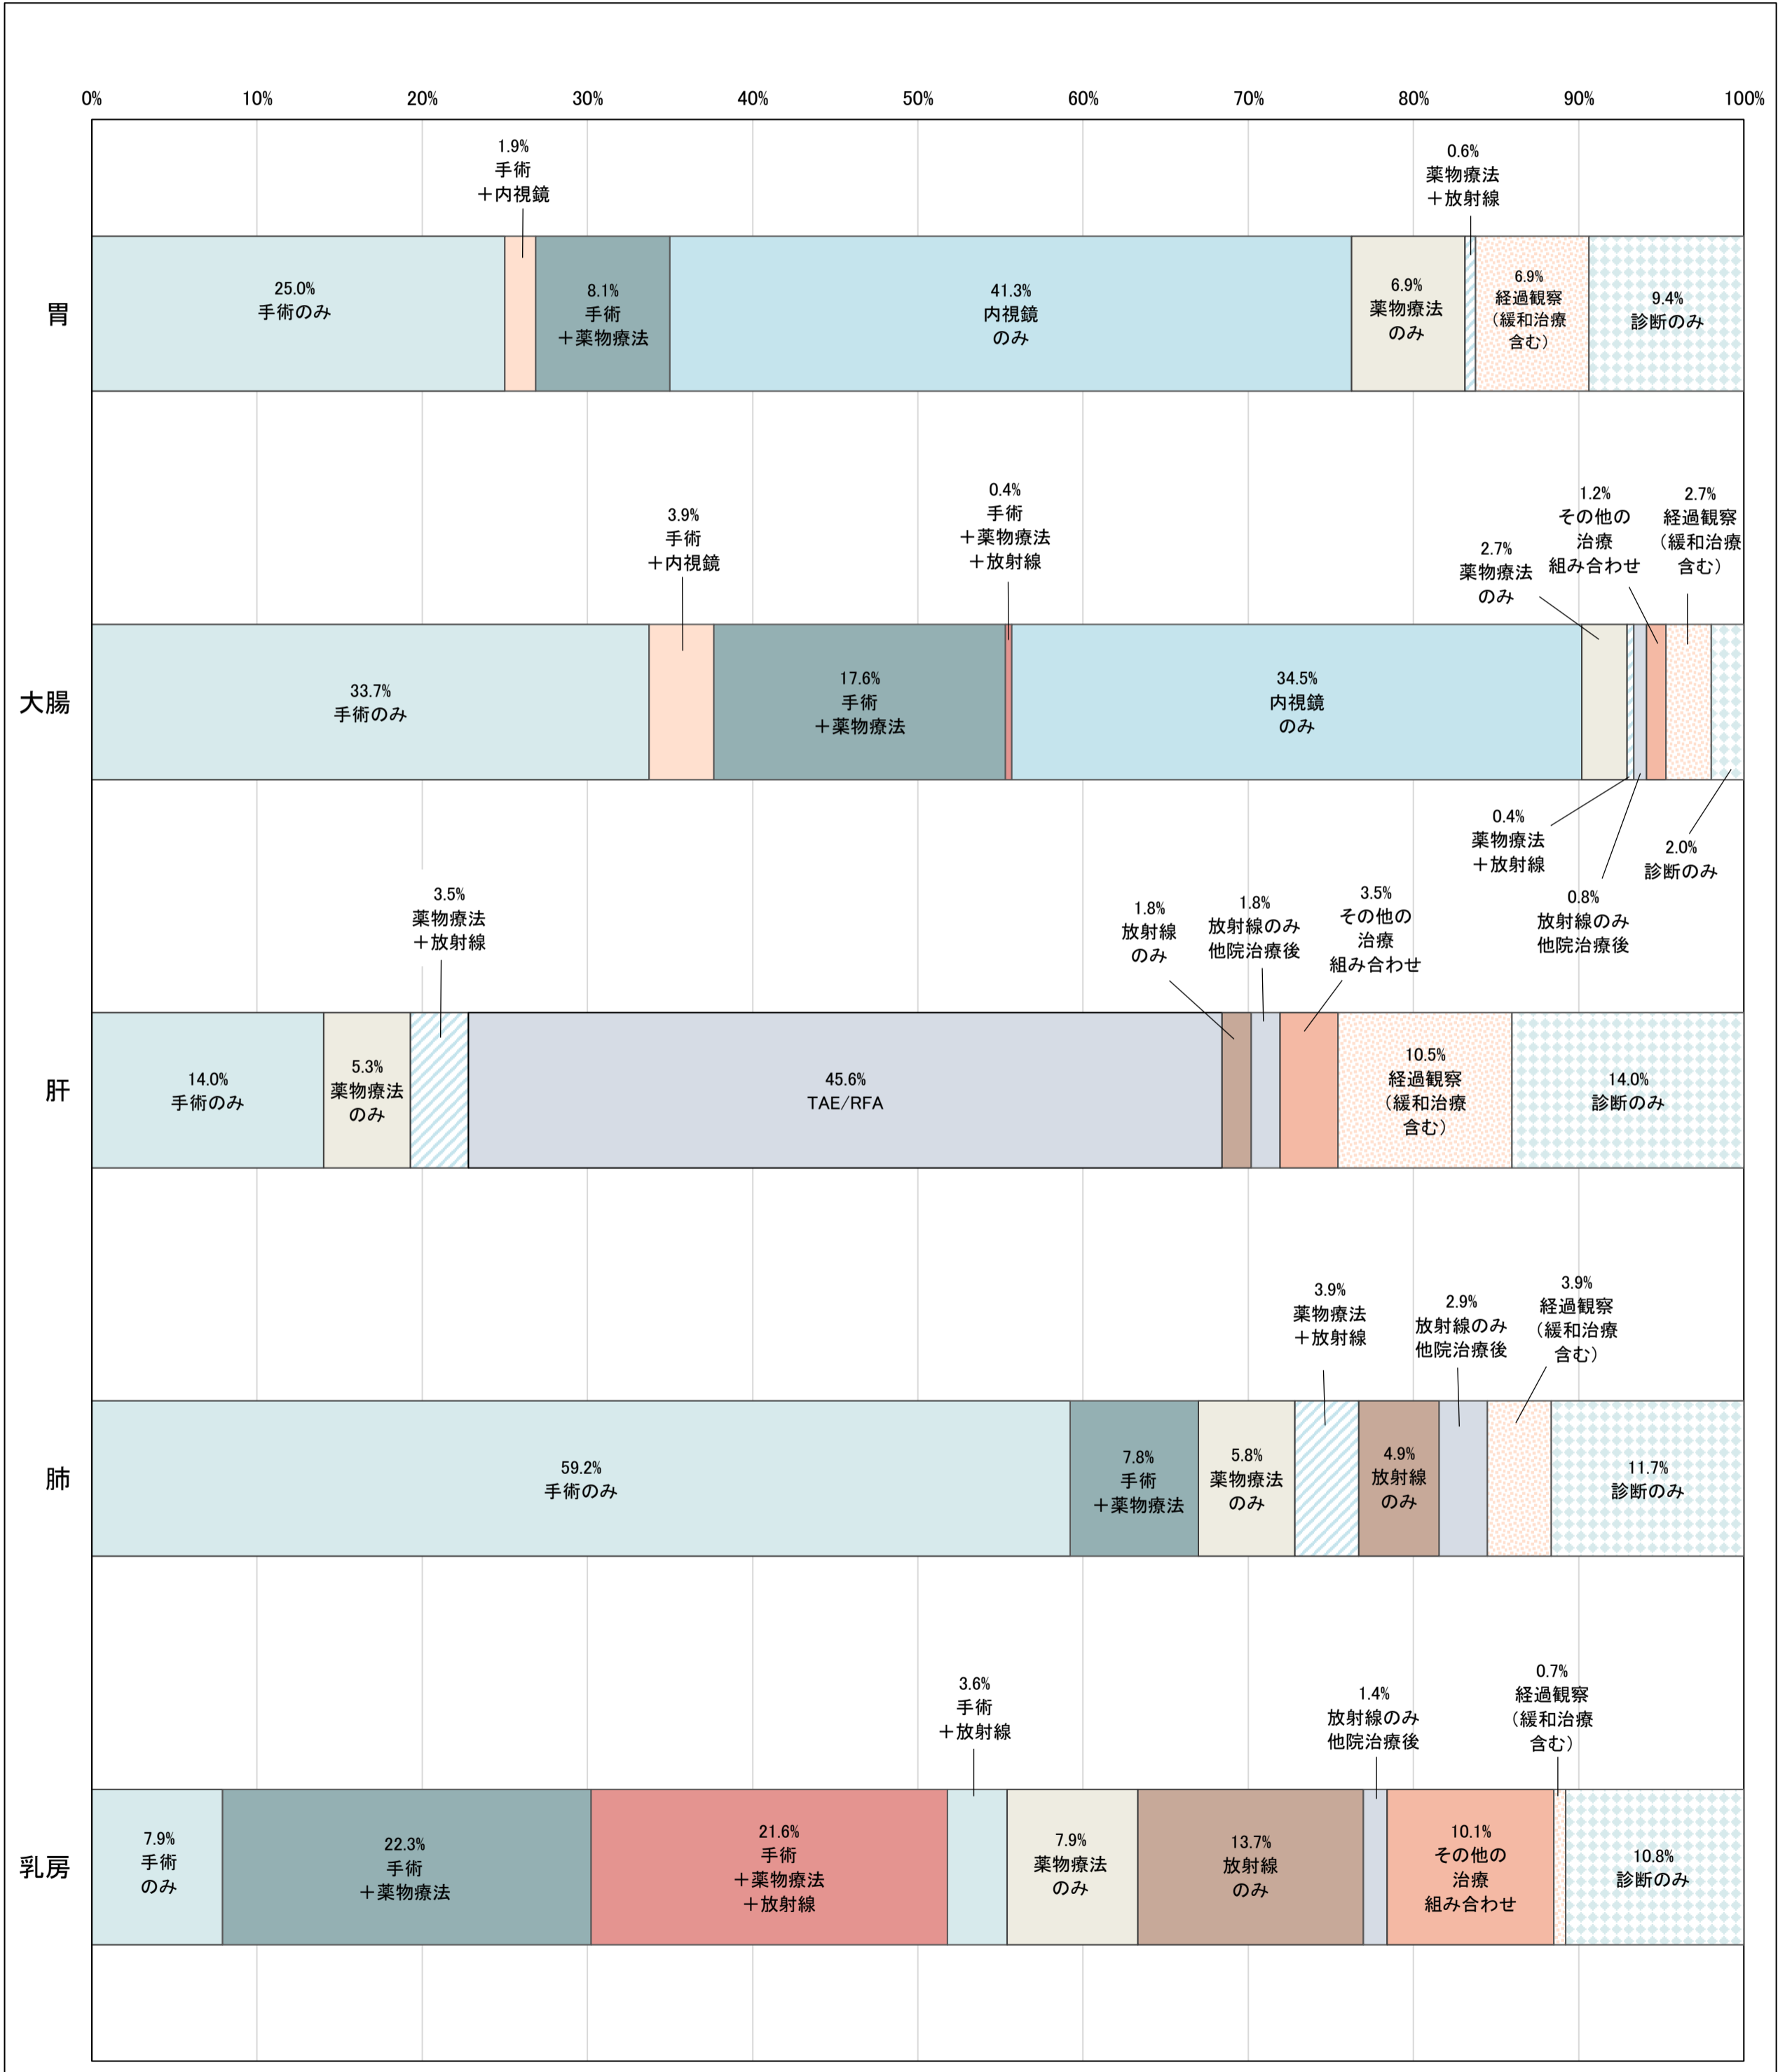 0% 10% 20% 30% 40% 50% 60% 70% 80% 90% 100%
胃
25.0%
手術のみ
1.9%
手術
＋内視鏡
8.1%
手術
＋薬物療法
41.3%
内視鏡
のみ
6.9%
薬物療法
のみ
0.6%
薬物療法
＋放射線
6.9%
経過観察
（緩和治療
含む）
9.4%
診断のみ
大腸
33.7%
手術のみ
3.9%
手術
＋内視鏡
17.6%
手術
＋薬物療法
0.4%
手術
＋薬物療法
＋放射線
34.5%
内視鏡
のみ
2.7%
薬物療法
のみ
0.4%
薬物療法
＋放射線
0.8%
放射線のみ
他院治療後
1.2%
その他の
治療
組み合わせ
2.7%
経過観察
（緩和治療
含む）
2.0%
診断のみ
肝
14.0%
手術のみ
5.3%
薬物療法
のみ
3.5%
薬物療法
＋放射線
45.6%
TAE/RFA
1.8%
放射線
のみ
1.8%
放射線のみ
他院治療後
3.5%
その他の
治療
組み合わせ
10.5%
経過観察
（緩和治療
含む）
14.0%
診断のみ
肺
59.2%
手術のみ
7.8%
手術
＋薬物療法
5.8%
薬物療法
のみ
3.9%
薬物療法
＋放射線
4.9%
放射線
のみ
2.9%
放射線のみ
他院治療後
3.9%
経過観察
（緩和治療
含む）
11.7%
診断のみ
乳房
7.9%
手術
のみ
22.3%
手術
＋薬物療法
21.6%
手術
＋薬物療法
＋放射線
3.6%
手術
＋放射線
7.9%
薬物療法
のみ
13.7%
放射線
のみ
1.4%
放射線のみ
他院治療後
10.1%
その他の
治療
組み合わせ
0.7%
経過観察
（緩和治療
含む）
10.8%
診断のみ